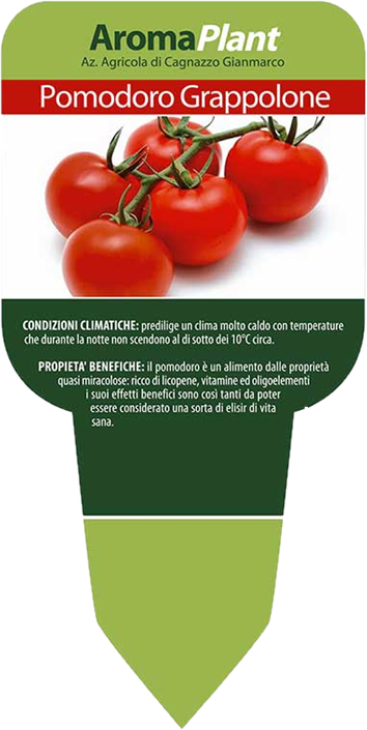 AromaPlant
Az. Agricola di Cagnazzo Gianmarco
Pomodoro Grappolone
CONDIZIONI CLIMATICHE: predilige un clima molto caldo con temperature
che durante la notte non scendono al di sotto dei 10°C circa.
PROPIETA' BENEFICHE: il pomodoro è un alimento dalle proprietà
quasi miracolose: ricco di licopene, vitamine ed oligoelementi
i suoi effetti benefici sono così tanti da poter
essere considerato una sorta di elisir di vita
sana.